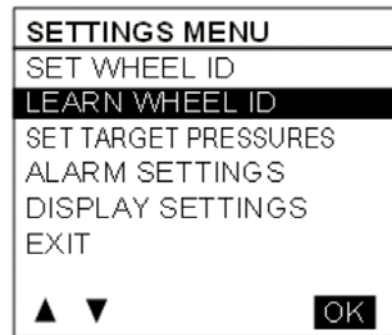 SETTINGS MENU
SET WHEEL ID
LEARN WHEEL ID
SET TARGET PRESSURES
ALARM SETTINGS
DISPLAY SETTINGS
EXIT
▲ ▼ OK